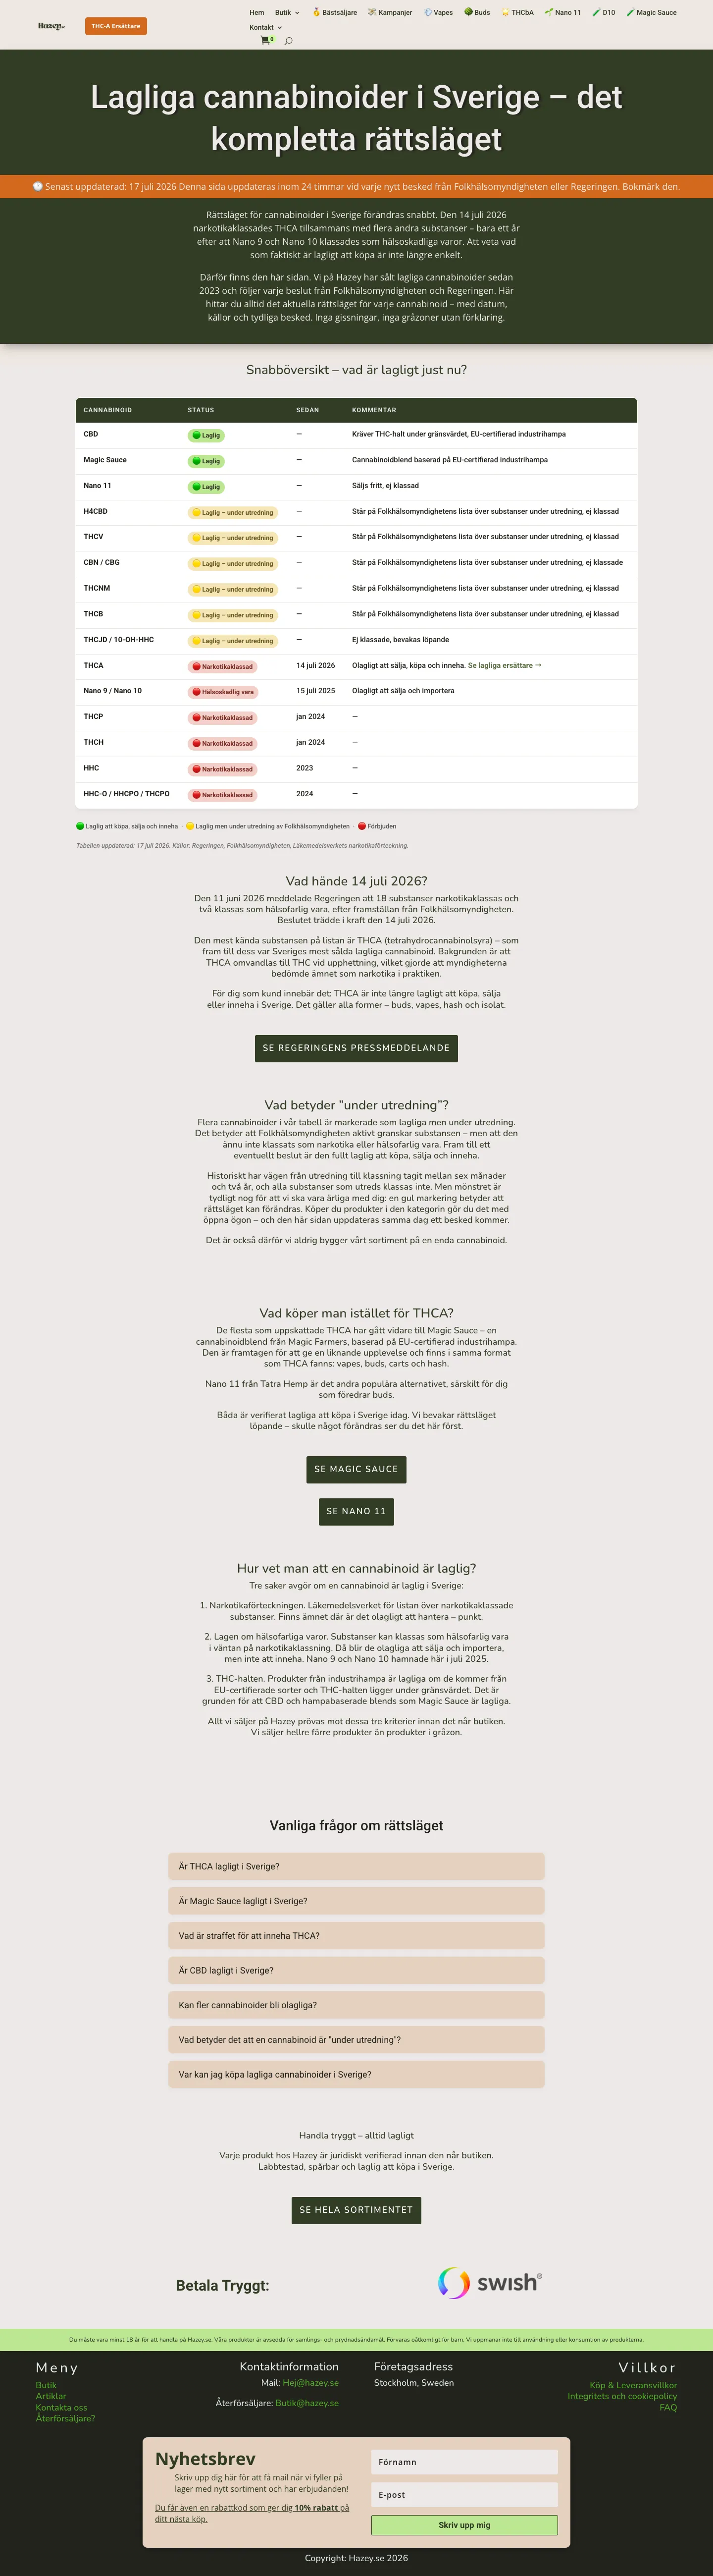 Hazey.se
THC-A Ersättare
Hem
Butik
🏅 Bästsäljare
💸 Kampanjer
💨 Vapes
🥦 Buds
THCbA
🌱 Nano 11
🧪 D10
🧪 Magic Sauce
Kontakt
0
Lagliga cannabinoider i Sverige – det
kompletta rättsläget
🕐 Senast uppdaterad: 17 juli 2026 Denna sida uppdateras inom 24 timmar vid varje nytt besked från Folkhälsomyndigheten eller Regeringen. Bokmärk den.
Rättsläget för cannabinoider i Sverige förändras snabbt. Den 14 juli 2026
narkotikaklassades THCA tillsammans med flera andra substanser – bara ett år
efter att Nano 9 och Nano 10 klassades som hälsoskadliga varor. Att veta vad
som faktiskt är lagligt att köpa är inte längre enkelt.
Därför finns den här sidan. Vi på Hazey har sålt lagliga cannabinoider sedan
2023 och följer varje beslut från Folkhälsomyndigheten och Regeringen. Här
hittar du alltid det aktuella rättsläget för varje cannabinoid – med datum,
källor och tydliga besked. Inga gissningar, inga gråzoner utan förklaring.
Snabböversikt – vad är lagligt just nu?
CANNABINOID STATUS SEDAN KOMMENTAR
CBD 🟢 Laglig — Kräver THC-halt under gränsvärdet, EU-certifierad industrihampa
Magic Sauce 🟢 Laglig — Cannabinoidblend baserad på EU-certifierad industrihampa
Nano 11 🟢 Laglig — Säljs fritt, ej klassad
H4CBD 🟡 Laglig – under utredning — Står på Folkhälsomyndighetens lista över substanser under utredning, ej klassad
THCV 🟡 Laglig – under utredning — Står på Folkhälsomyndighetens lista över substanser under utredning, ej klassad
CBN / CBG 🟡 Laglig – under utredning — Står på Folkhälsomyndighetens lista över substanser under utredning, ej klassade
THCNM 🟡 Laglig – under utredning — Står på Folkhälsomyndighetens lista över substanser under utredning, ej klassad
THCB 🟡 Laglig – under utredning — Står på Folkhälsomyndighetens lista över substanser under utredning, ej klassad
THCJD / 10-OH-HHC 🟡 Laglig – under utredning — Ej klassade, bevakas löpande
THCA 🔴 Narkotikaklassad 14 juli 2026 Olagligt att sälja, köpa och inneha. Se lagliga ersättare →
Nano 9 / Nano 10 🔴 Hälsoskadlig vara 15 juli 2025 Olagligt att sälja och importera
THCP 🔴 Narkotikaklassad jan 2024 —
THCH 🔴 Narkotikaklassad jan 2024 —
HHC 🔴 Narkotikaklassad 2023 —
HHC-O / HHCPO / THCPO 🔴 Narkotikaklassad 2024 —
🟢 Laglig att köpa, sälja och inneha · 🟡 Laglig men under utredning av Folkhälsomyndigheten · 🔴 Förbjuden
Tabellen uppdaterad: 17 juli 2026. Källor: Regeringen, Folkhälsomyndigheten, Läkemedelsverkets narkotikaförteckning.
Vad hände 14 juli 2026?
Den 11 juni 2026 meddelade Regeringen att 18 substanser narkotikaklassas och
två klassas som hälsofarlig vara, efter framställan från Folkhälsomyndigheten.
Beslutet trädde i kraft den 14 juli 2026.
Den mest kända substansen på listan är THCA (tetrahydrocannabinolsyra) – som
fram till dess var Sveriges mest sålda lagliga cannabinoid. Bakgrunden är att
THCA omvandlas till THC vid upphettning, vilket gjorde att myndigheterna
bedömde ämnet som narkotika i praktiken.
För dig som kund innebär det: THCA är inte längre lagligt att köpa, sälja
eller inneha i Sverige. Det gäller alla former – buds, vapes, hash och isolat.
SE REGERINGENS PRESSMEDDELANDE
Vad betyder ”under utredning”?
Flera cannabinoider i vår tabell är markerade som lagliga men under utredning.
Det betyder att Folkhälsomyndigheten aktivt granskar substansen – men att den
ännu inte klassats som narkotika eller hälsofarlig vara. Fram till ett
eventuellt beslut är den fullt laglig att köpa, sälja och inneha.
Historiskt har vägen från utredning till klassning tagit mellan sex månader
och två år, och alla substanser som utreds klassas inte. Men mönstret är
tydligt nog för att vi ska vara ärliga med dig: en gul markering betyder att
rättsläget kan förändras. Köper du produkter i den kategorin gör du det med
öppna ögon – och den här sidan uppdateras samma dag ett besked kommer.
Det är också därför vi aldrig bygger vårt sortiment på en enda cannabinoid.
Vad köper man istället för THCA?
De flesta som uppskattade THCA har gått vidare till Magic Sauce – en
cannabinoidblend från Magic Farmers, baserad på EU-certifierad industrihampa.
Den är framtagen för att ge en liknande upplevelse och finns i samma format
som THCA fanns: vapes, buds, carts och hash.
Nano 11 från Tatra Hemp är det andra populära alternativet, särskilt för dig
som föredrar buds.
Båda är verifierat lagliga att köpa i Sverige idag. Vi bevakar rättsläget
löpande – skulle något förändras ser du det här först.
SE MAGIC SAUCE
SE NANO 11
Hur vet man att en cannabinoid är laglig?
Tre saker avgör om en cannabinoid är laglig i Sverige:
1. Narkotikaförteckningen. Läkemedelsverket för listan över narkotikaklassade
substanser. Finns ämnet där är det olagligt att hantera – punkt.
2. Lagen om hälsofarliga varor. Substanser kan klassas som hälsofarlig vara
i väntan på narkotikaklassning. Då blir de olagliga att sälja och importera,
men inte att inneha. Nano 9 och Nano 10 hamnade här i juli 2025.
3. THC-halten. Produkter från industrihampa är lagliga om de kommer från
EU-certifierade sorter och THC-halten ligger under gränsvärdet. Det är
grunden för att CBD och hampabaserade blends som Magic Sauce är lagliga.
Allt vi säljer på Hazey prövas mot dessa tre kriterier innan det når butiken.
Vi säljer hellre färre produkter än produkter i gråzon.
Vanliga frågor om rättsläget
Är THCA lagligt i Sverige?
Är Magic Sauce lagligt i Sverige?
Vad är straffet för att inneha THCA?
Är CBD lagligt i Sverige?
Kan fler cannabinoider bli olagliga?
Vad betyder det att en cannabinoid är "under utredning"?
Var kan jag köpa lagliga cannabinoider i Sverige?
Handla tryggt – alltid lagligt
Varje produkt hos Hazey är juridiskt verifierad innan den når butiken.
Labbtestad, spårbar och laglig att köpa i Sverige.
SE HELA SORTIMENTET
Betala Tryggt:
swish®
Du måste vara minst 18 år för att handla på Hazey.se. Våra produkter är avsedda för samlings- och prydnadsändamål. Förvaras oåtkomligt för barn. Vi uppmanar inte till användning eller konsumtion av produkterna.
Meny
Butik
Artiklar
Kontakta oss
Återförsäljare?
Kontaktinformation
Mail: Hej@hazey.se
Återförsäljare: Butik@hazey.se
Företagsadress
Stockholm, Sweden
Villkor
Köp & Leveransvillkor
Integritets och cookiepolicy
FAQ
Nyhetsbrev
Skriv upp dig här för att få mail när vi fyller på
lager med nytt sortiment och har erbjudanden!
Du får även en rabattkod som ger dig 10% rabatt på
ditt nästa köp.
Förnamn
E-post
Skriv upp mig
Copyright: Hazey.se 2026